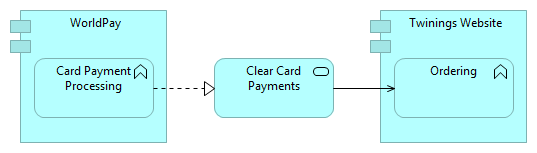 WorldPay
Card Payment
Processing
Clear Card
Payments
Twinings Website
Ordering